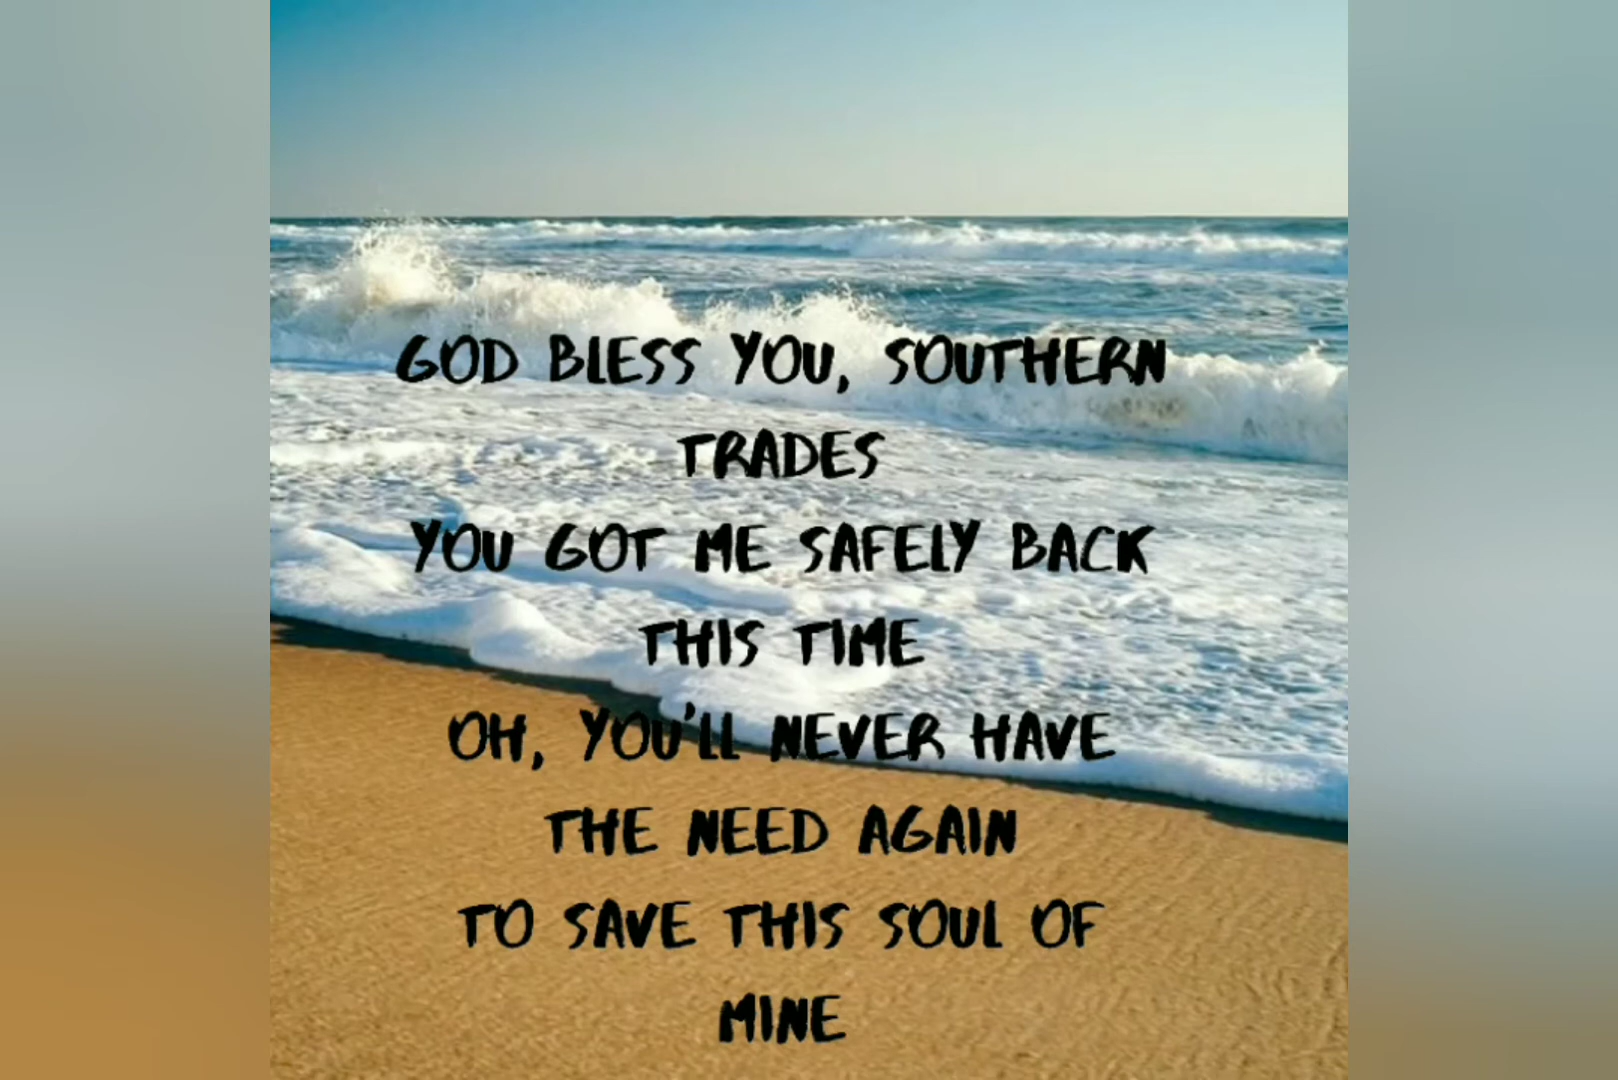 GOD BLESS YOU, SOUTHERN
TRADES
YOU GOT ME SAFELY BACK
THIS TIME
OH, YOU'LL NEVER HAVE
THE NEED AGAIN
TO SAVE THIS SOUL OF
MINE